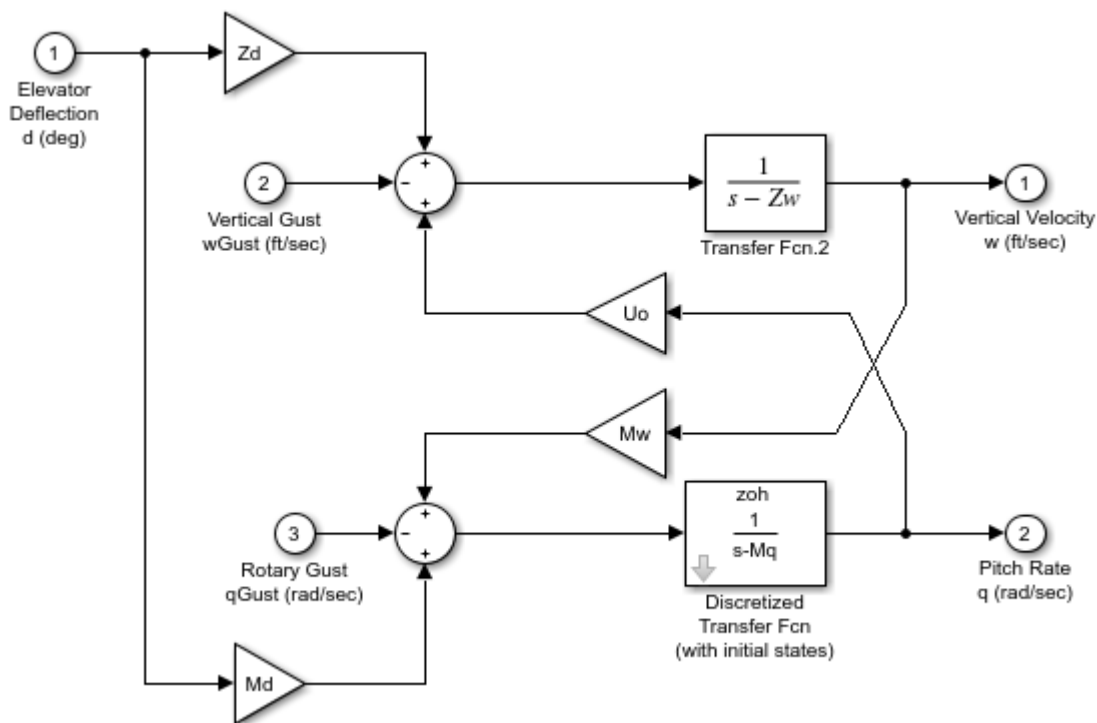 1
Elevator
Deflection
d (deg)
Zd
2
Vertical Gust
wGust (ft/sec)
+
−
+
1
s − Zw
Transfer Fcn.2
1
Vertical Velocity
w (ft/sec)
Uo
Mw
3
Rotary Gust
qGust (rad/sec)
+
−
+
zoh
1
s-Mq
Discretized
Transfer Fcn
(with initial states)
2
Pitch Rate
q (rad/sec)
Md